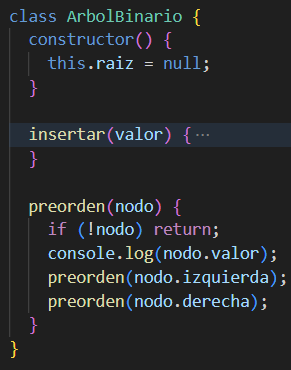 class ArbolBinario {
  constructor() {
    this.raiz = null;
  }

  insertar(valor) { ···
  }

  preorden(nodo) {
    if (!nodo) return;
    console.log(nodo.valor);
    preorden(nodo.izquierda);
    preorden(nodo.derecha);
  }
}